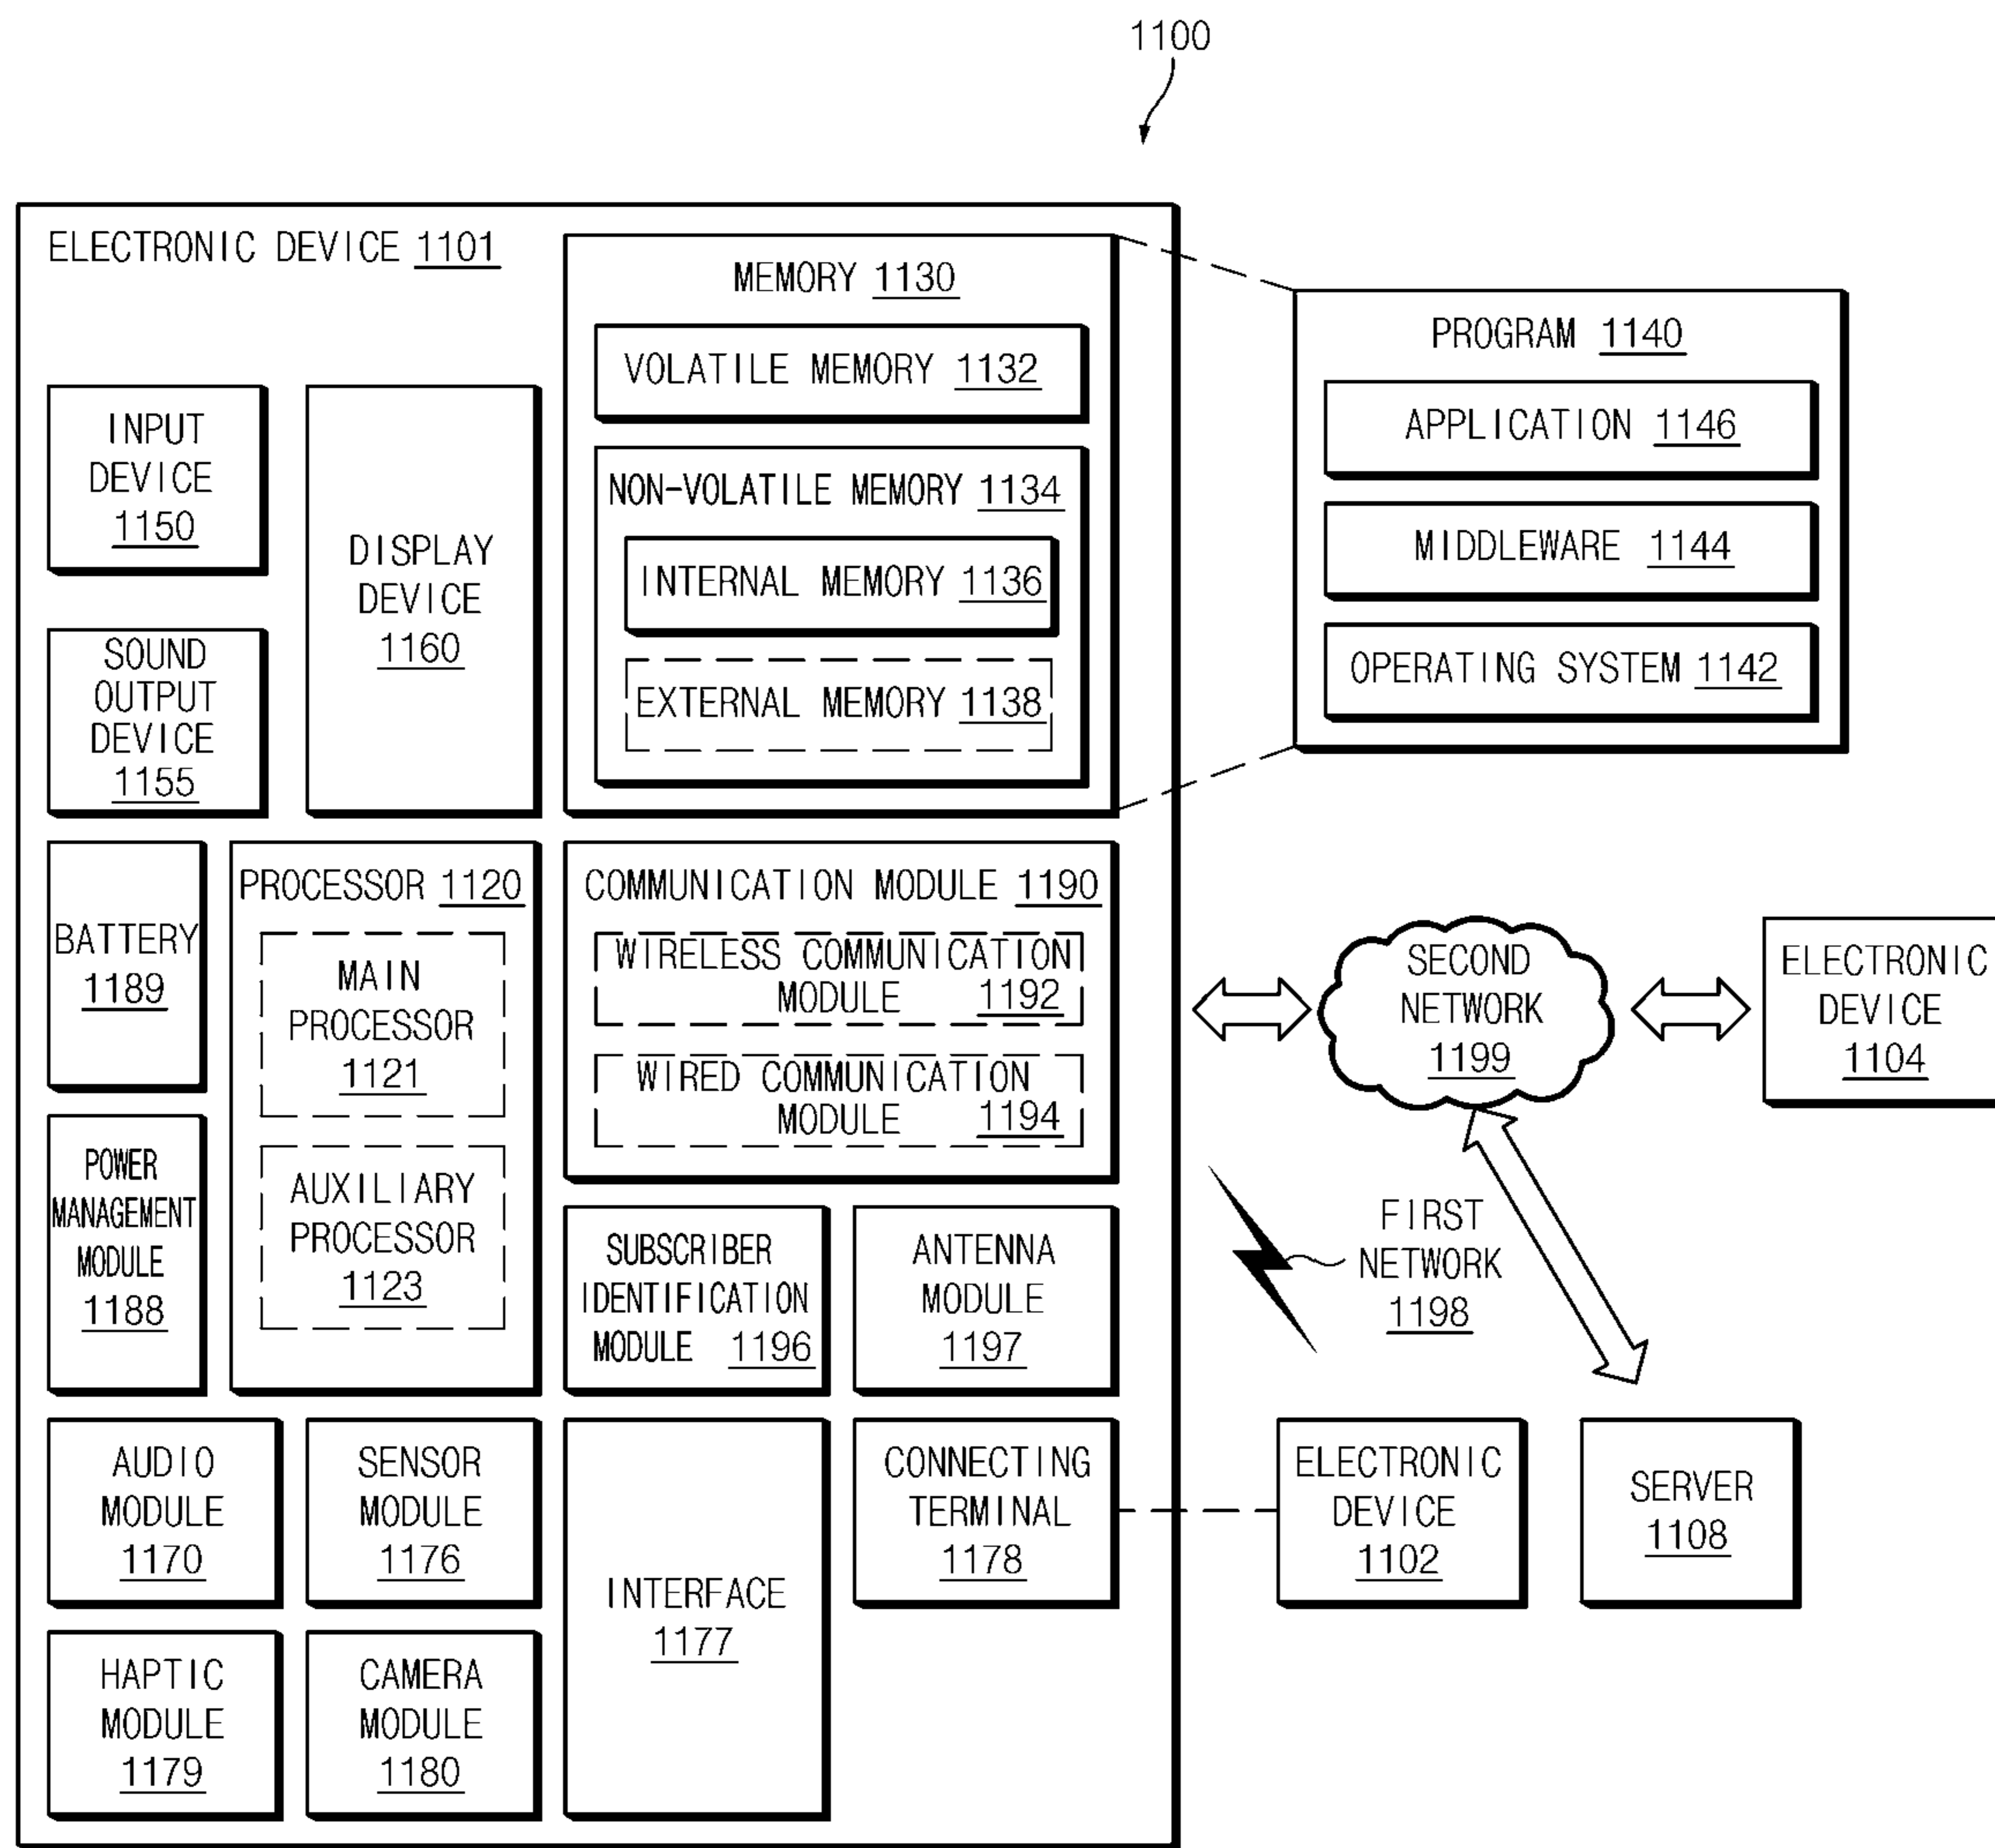 1100
ELECTRONIC DEVICE 1101
INPUT
DEVICE
1150
SOUND
OUTPUT
DEVICE
1155
DISPLAY
DEVICE
1160
MEMORY 1130
VOLATILE MEMORY 1132
NON-VOLATILE MEMORY 1134
INTERNAL MEMORY 1136
EXTERNAL MEMORY 1138
PROGRAM 1140
APPLICATION 1146
MIDDLEWARE 1144
OPERATING SYSTEM 1142
BATTERY
1189
POWER
MANAGEMENT
MODULE
1188
PROCESSOR 1120
MAIN
PROCESSOR
1121
AUXILIARY
PROCESSOR
1123
COMMUNICATION MODULE 1190
WIRELESS COMMUNICATION
MODULE 1192
WIRED COMMUNICATION
MODULE 1194
SUBSCRIBER
IDENTIFICATION
MODULE 1196
ANTENNA
MODULE
1197
SECOND
NETWORK
1199
ELECTRONIC
DEVICE
1104
FIRST
NETWORK
1198
AUDIO
MODULE
1170
SENSOR
MODULE
1176
INTERFACE
1177
CONNECTING
TERMINAL
1178
ELECTRONIC
DEVICE
1102
SERVER
1108
HAPTIC
MODULE
1179
CAMERA
MODULE
1180